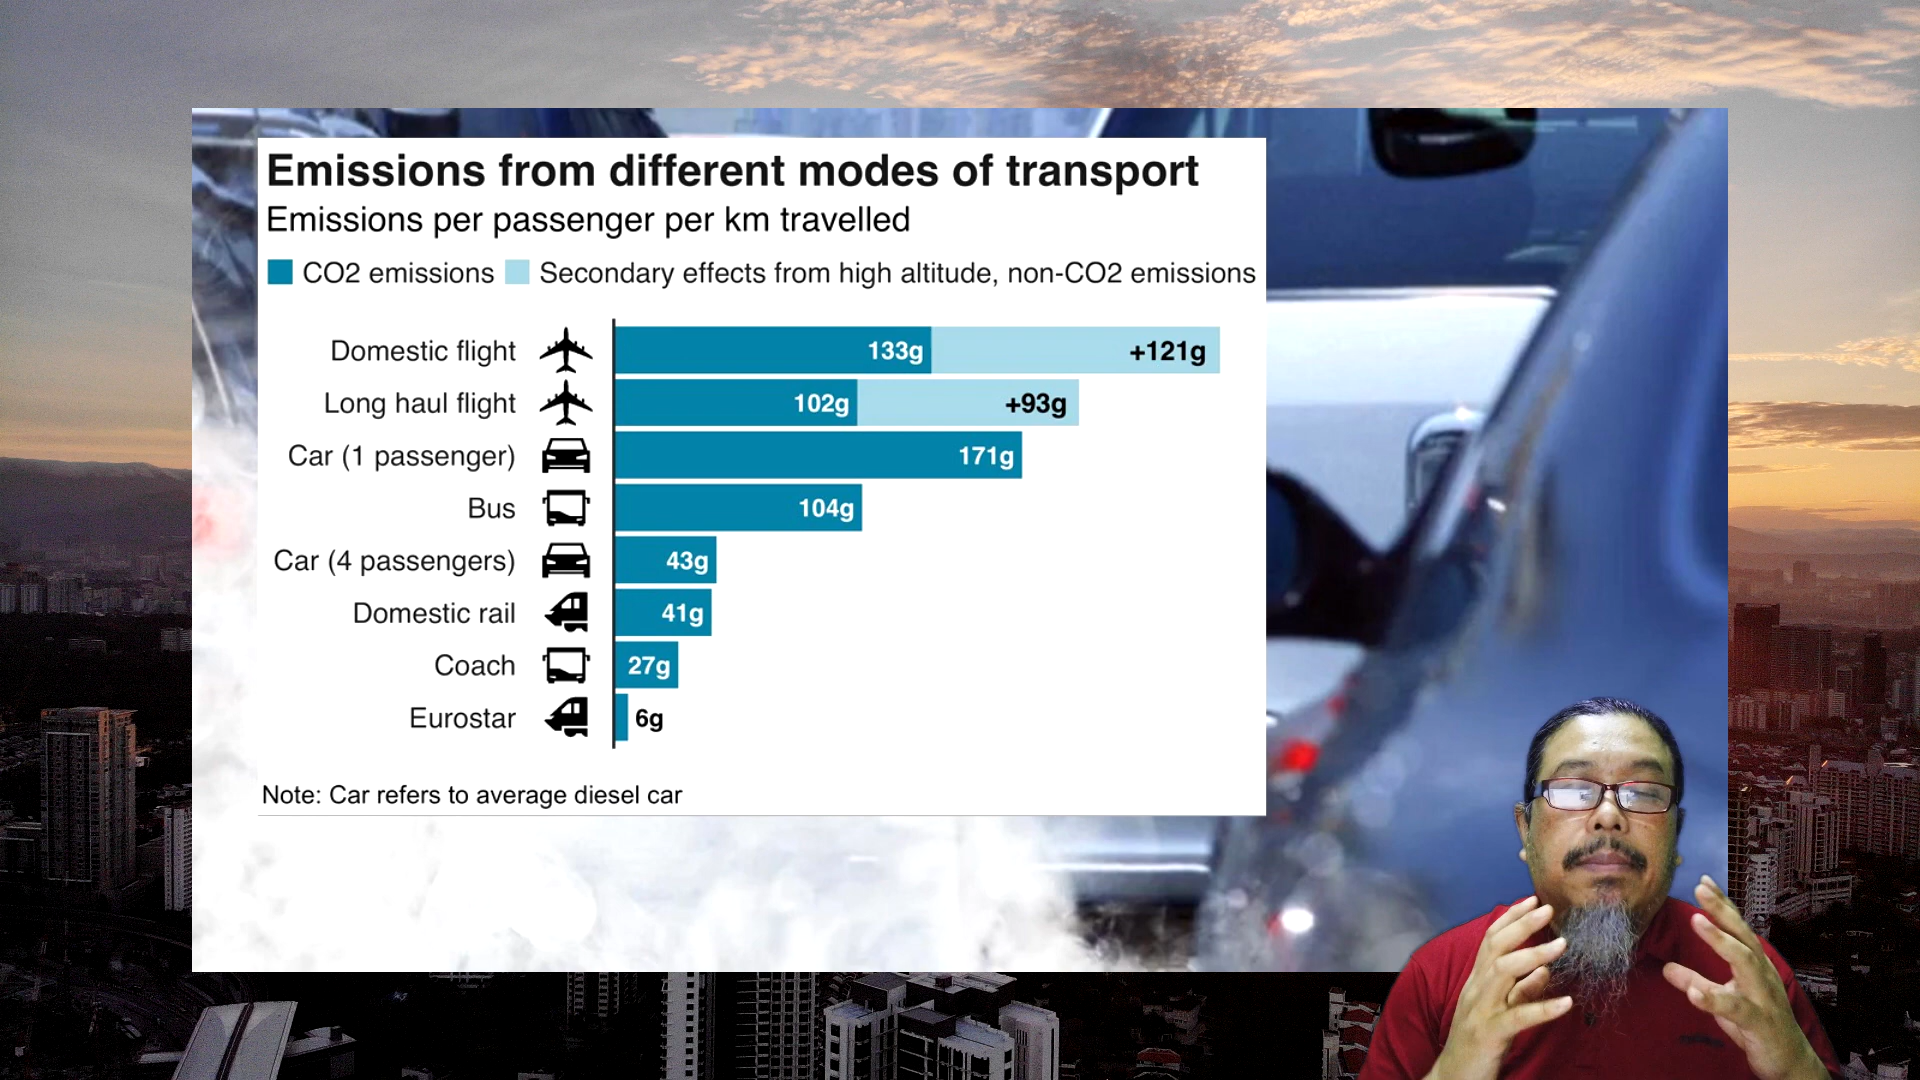 Emissions from different modes of transport
Emissions per passenger per km travelled
CO2 emissions Secondary effects from high altitude, non-CO2 emissions
Domestic flight 133g +121g
Long haul flight 102g +93g
Car (1 passenger) 171g
Bus 104g
Car (4 passengers) 43g
Domestic rail 41g
Coach 27g
Eurostar 6g
Note: Car refers to average diesel car